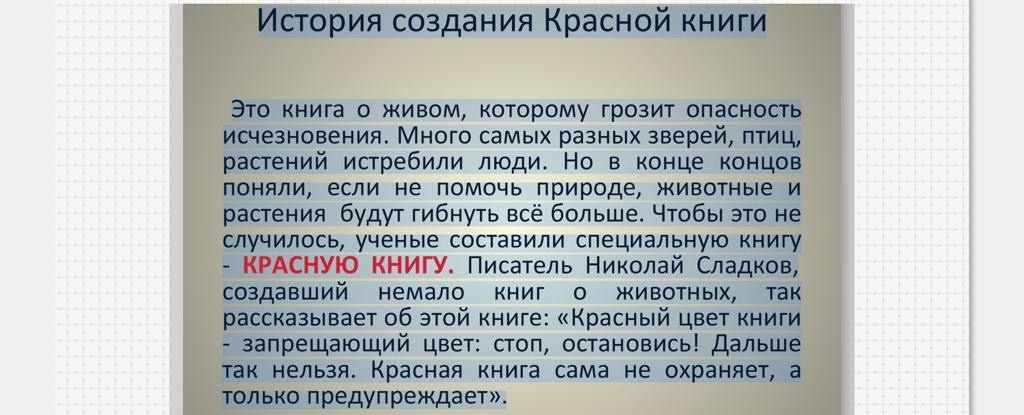 История создания Красной книги
Это книга о живом, которому грозит опасность
исчезновения. Много самых разных зверей, птиц,
растений истребили люди. Но в конце концов
поняли, если не помочь природе, животные и
растения будут гибнуть всё больше. Чтобы это не
случилось, ученые составили специальную книгу
- КРАСНУЮ КНИГУ. Писатель Николай Сладков,
создавший немало книг о животных, так
рассказывает об этой книге: «Красный цвет книги
- запрещающий цвет: стоп, остановись! Дальше
так нельзя. Красная книга сама не охраняет, а
только предупреждает».